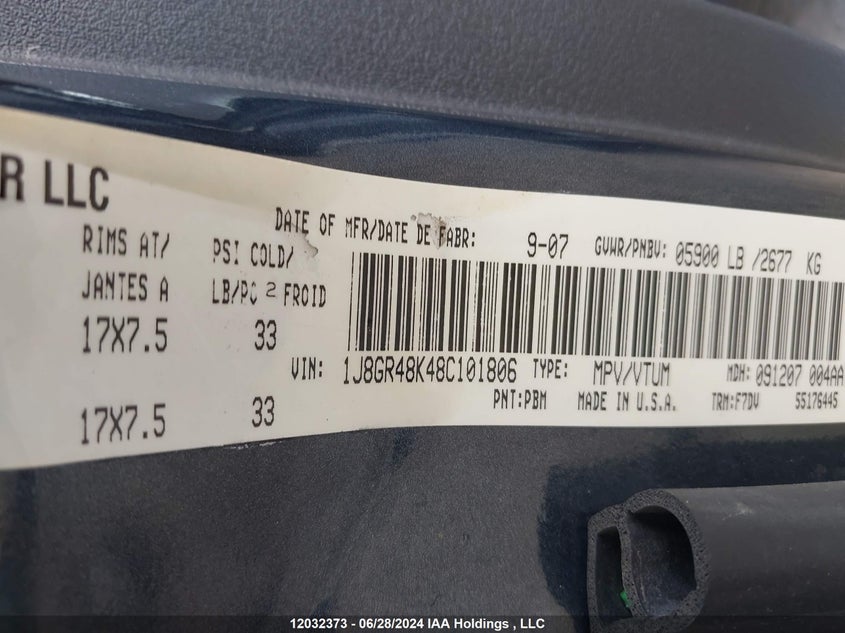 R LLC
DATE OF MFR/DATE DE FABR: 9-07 GVWR/PNBV: 05900 LB /2677 KG
RIMS AT/ PSI COLD/
JANTES A LB/PC 2 FROID
17X7.5 33
VIN: 1J8GR48K48C101806 TYPE: MPV/VTUM MDH: 091207 004AA
PNT:PBM MADE IN U.S.A. TRM:F7DV 55176445
17X7.5 33
12032373 - 06/28/2024 IAA Holdings , LLC